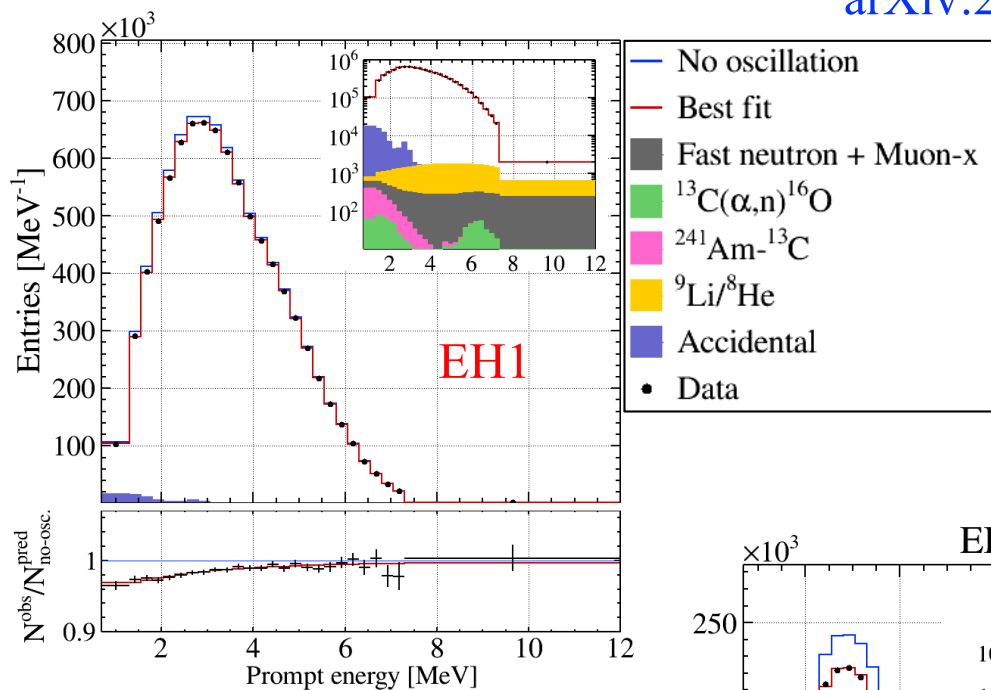 arXiv:2
×10³
800
700
600
500
400
300
200
100
Entries [MeV⁻¹]
10⁶
10⁵
10⁴
10³
10²
2 4 6 8 10 12
EH1
No oscillation
Best fit
Fast neutron + Muon-x
¹³C(α,n)¹⁶O
²⁴¹Am-¹³C
⁹Li/⁸He
Accidental
Data
N^obs/N^pred_no-osc.
1
0.9
2 4 6 8 10 12
Prompt energy [MeV]
×10³
250